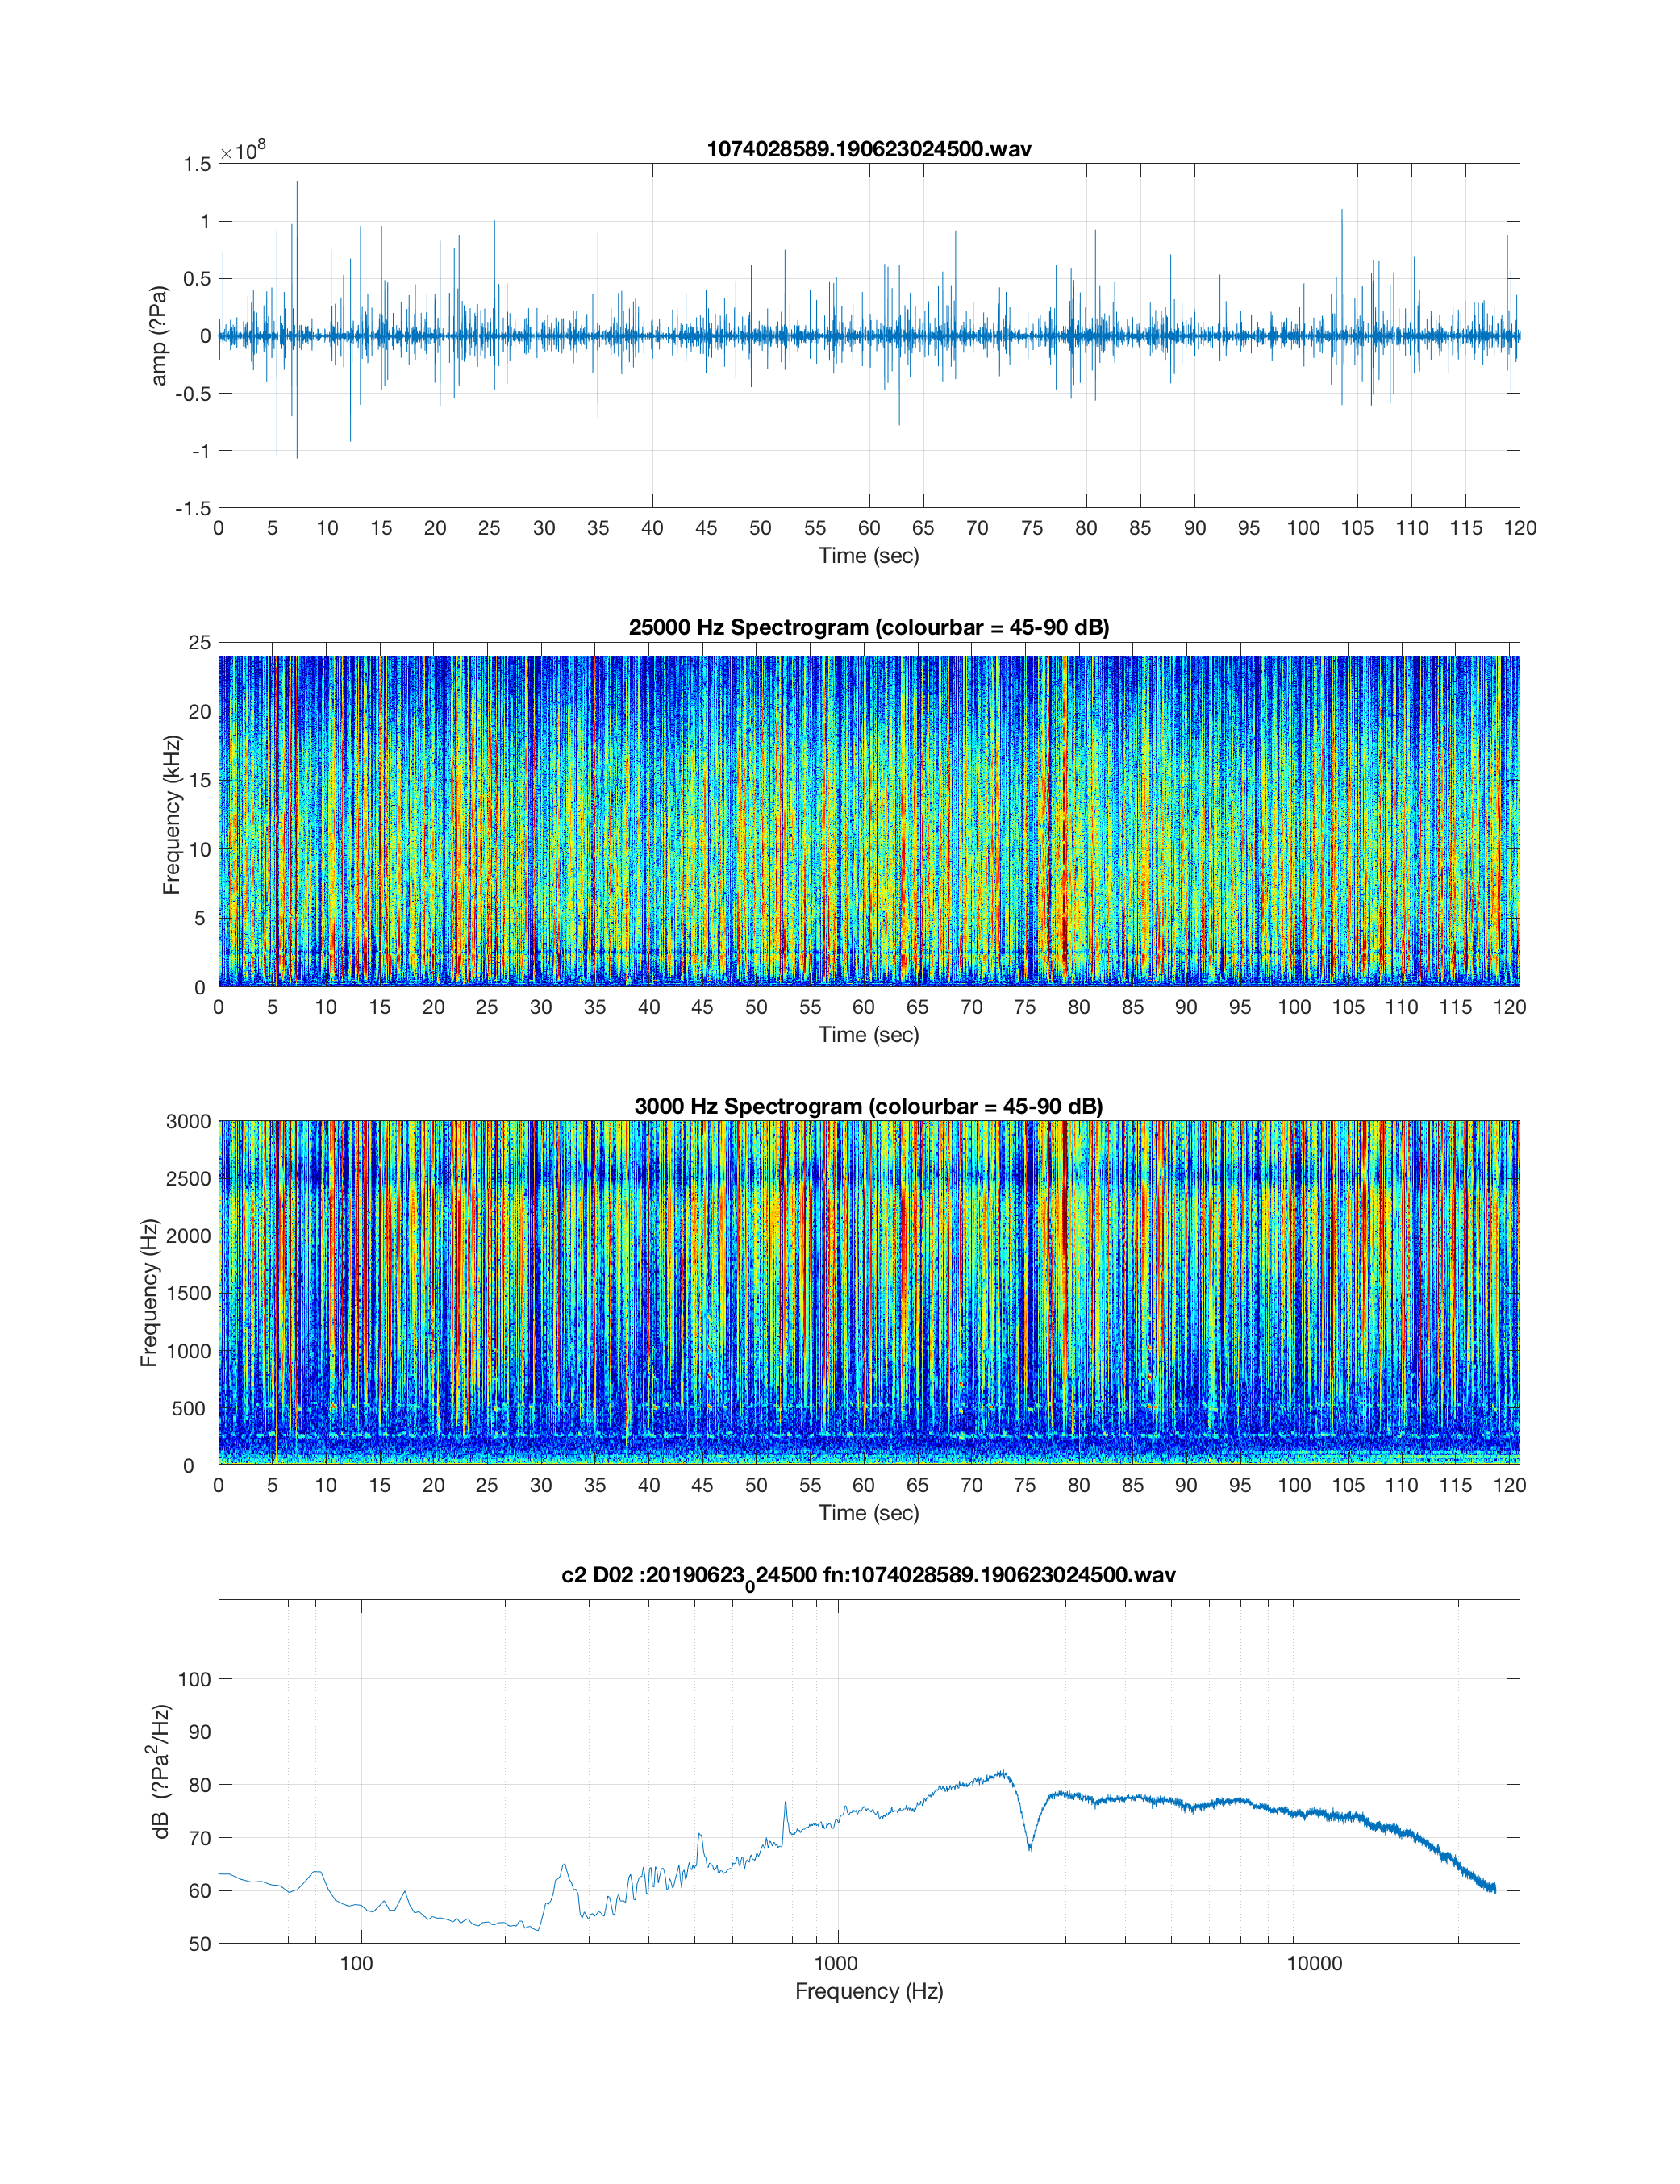 1074028589.190623024500.wav
×10^8
1.5
1
0.5
0
-0.5
-1
-1.5
amp (?Pa)
0 5 10 15 20 25 30 35 40 45 50 55 60 65 70 75 80 85 90 95 100 105 110 115 120
Time (sec)
25000 Hz Spectrogram (colourbar = 45-90 dB)
25
20
15
10
5
0
Frequency (kHz)
0 5 10 15 20 25 30 35 40 45 50 55 60 65 70 75 80 85 90 95 100 105 110 115 120
Time (sec)
3000 Hz Spectrogram (colourbar = 45-90 dB)
3000
2500
2000
1500
1000
500
0
Frequency (Hz)
0 5 10 15 20 25 30 35 40 45 50 55 60 65 70 75 80 85 90 95 100 105 110 115 120
Time (sec)
c2 D02 :20190623_024500 fn:1074028589.190623024500.wav
100
90
80
70
60
50
dB (?Pa^2/Hz)
100 1000 10000
Frequency (Hz)